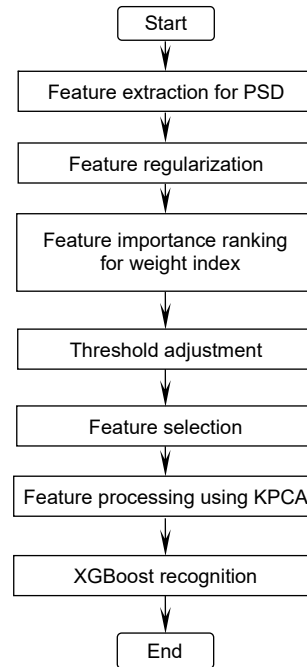 Start
Feature extraction for PSD
Feature regularization
Feature importance ranking
for weight index
Threshold adjustment
Feature selection
Feature processing using KPCA
XGBoost recognition
End